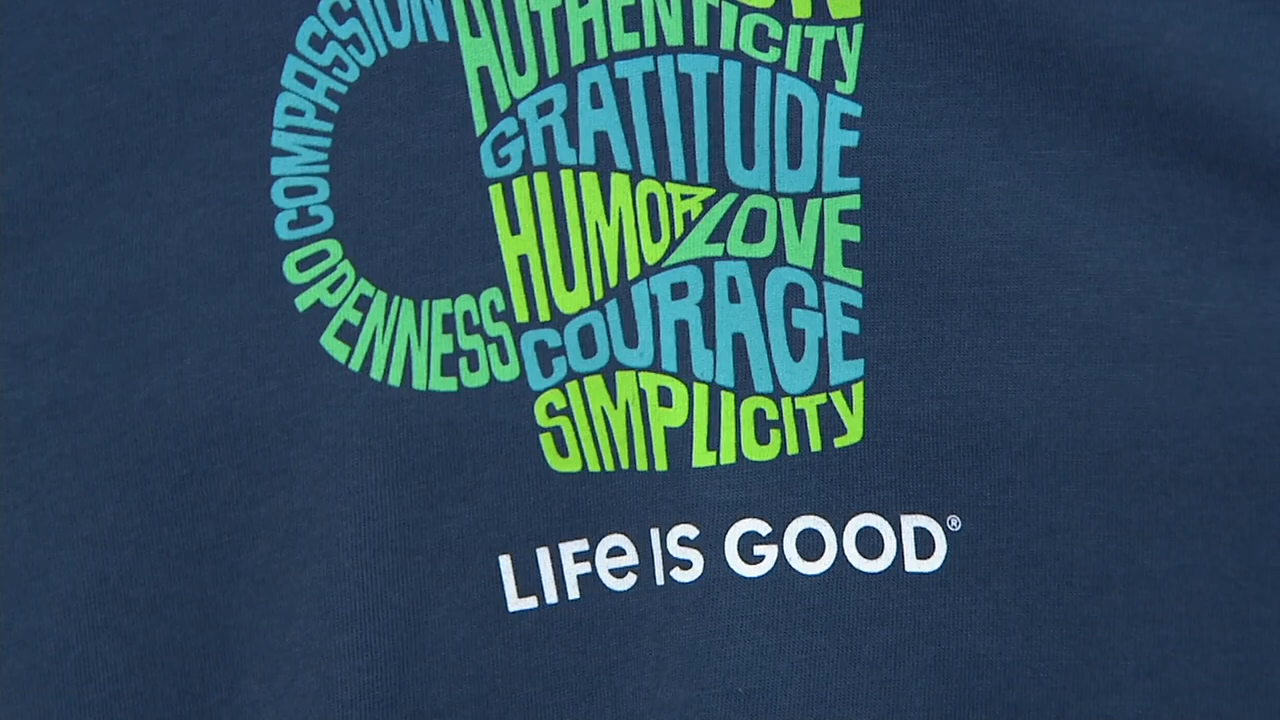 COMPASSION
AUTHENTICITY
GRATITUDE
HUMOR LOVE
OPENNESS
COURAGE
SIMPLICITY
LIFe IS GOOD®